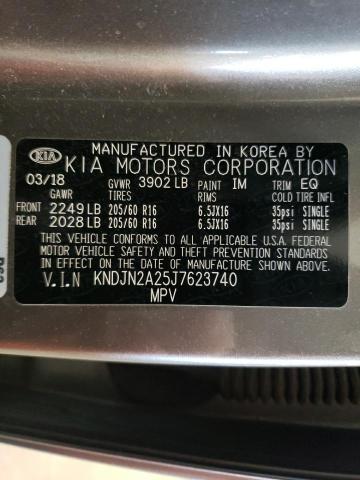 MANUFACTURED IN KOREA BY
KIA KIA MOTORS CORPORATION
03/18 GVWR 3902 LB PAINT IM TRIM EQ
GAWR TIRES RIMS COLD TIRE INFL
FRONT 2249 LB 205/60 R16 6.5JX16 35psi SINGLE
REAR 2028 LB 205/60 R16 6.5JX16 35psi SINGLE
THIS VEHICLE CONFORMS TO ALL APPLICABLE U.S.A. FEDERAL
MOTOR VEHICLE SAFETY AND THEFT PREVENTION STANDARDS
IN EFFECT ON THE DATE OF MANUFACTURE SHOWN ABOVE.
V.I.N KNDJN2A25J7623740
MPV